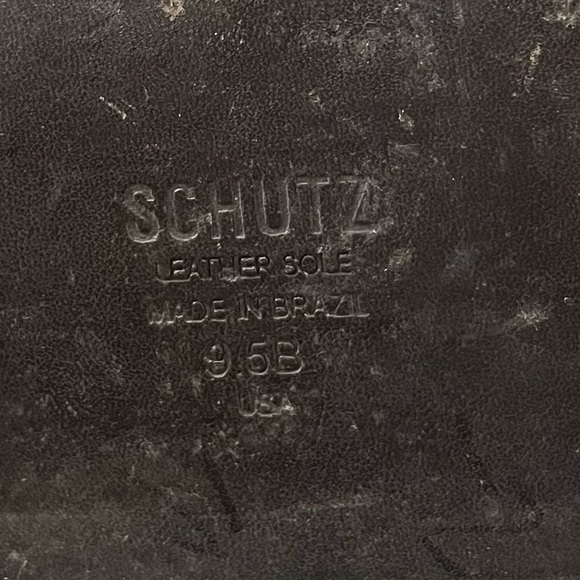 SCHUTZ
LEATHER SOLE
MADE IN BRAZIL
9.5B
USA